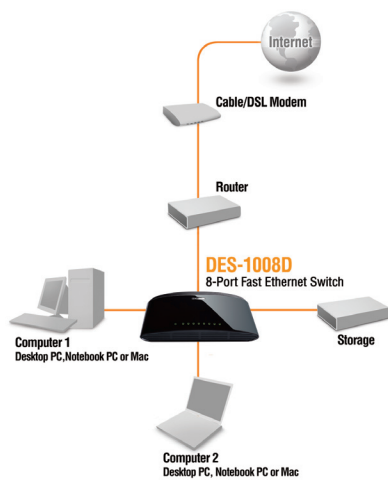 Internet
Cable/DSL Modem
Router
DES-1008D
8-Port Fast Ethernet Switch
Computer 1
Desktop PC,Notebook PC or Mac
Storage
Computer 2
Desktop PC, Notebook PC or Mac